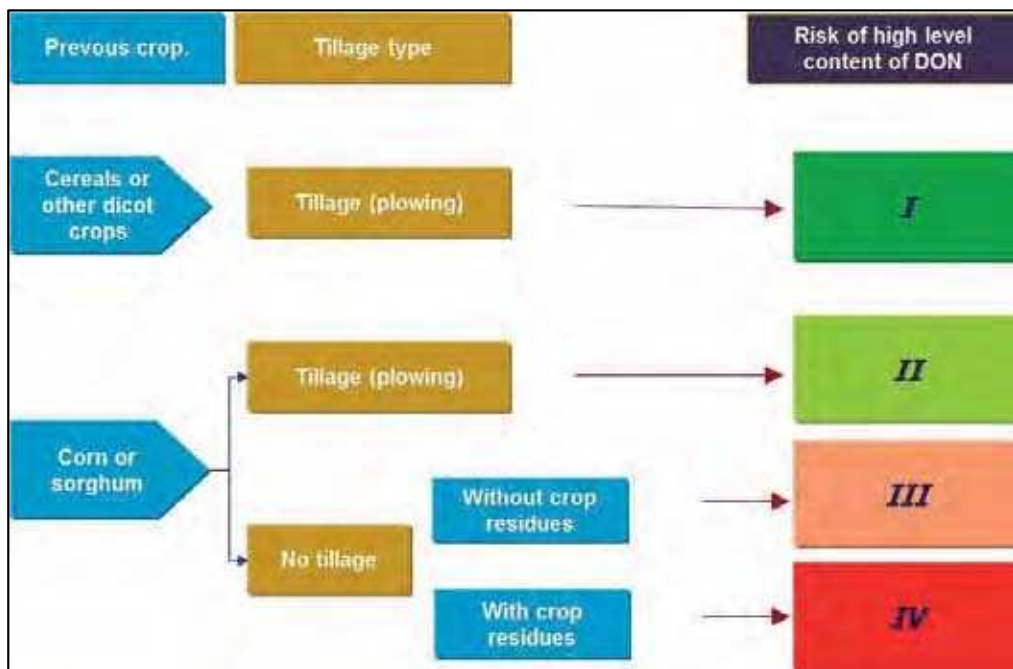 Prevous crop.
Tillage type
Risk of high level
content of DON
Cereals or
other dicot
crops
Tillage (plowing)
I
Tillage (plowing)
II
Corn or
sorghum
Without crop
residues
III
No tillage
With crop
residues
IV